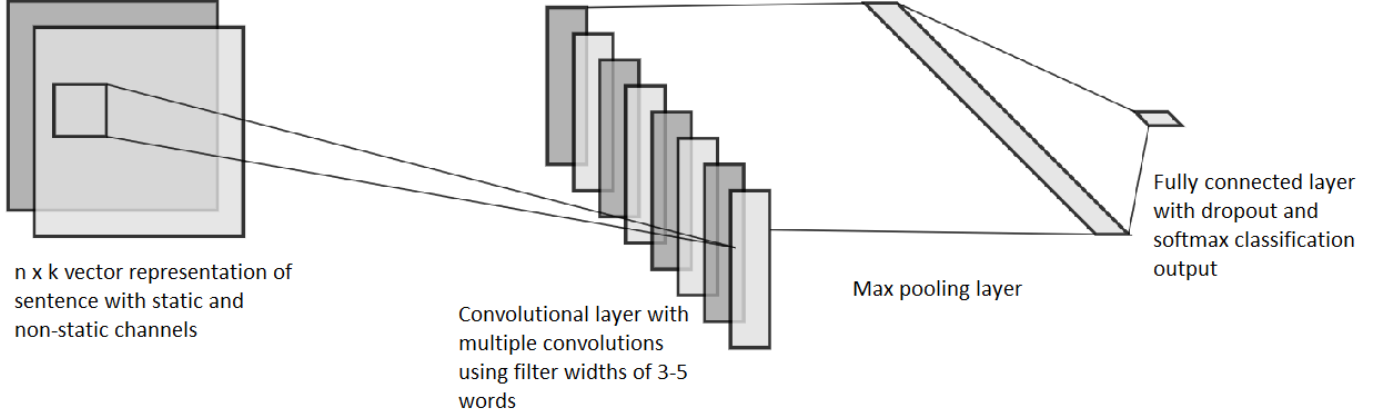 n x k vector representation of
sentence with static and
non-static channels
Convolutional layer with
multiple convolutions
using filter widths of 3-5
words
Max pooling layer
Fully connected layer
with dropout and
softmax classification
output